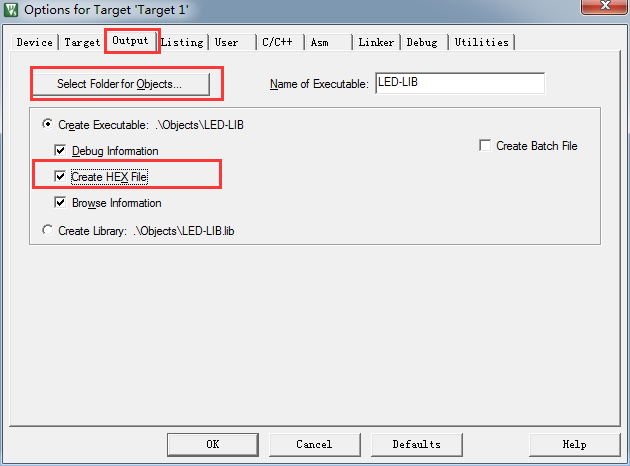 Options for Target 'Target 1'
Device Target Output Listing User C/C++ Asm Linker Debug Utilities
Select Folder for Objects... Name of Executable: LED-LIB
Create Executable: .\Objects\LED-LIB
Debug Information Create Batch File
Create HEX File
Browse Information
Create Library: .\Objects\LED-LIB.lib
OK Cancel Defaults Help